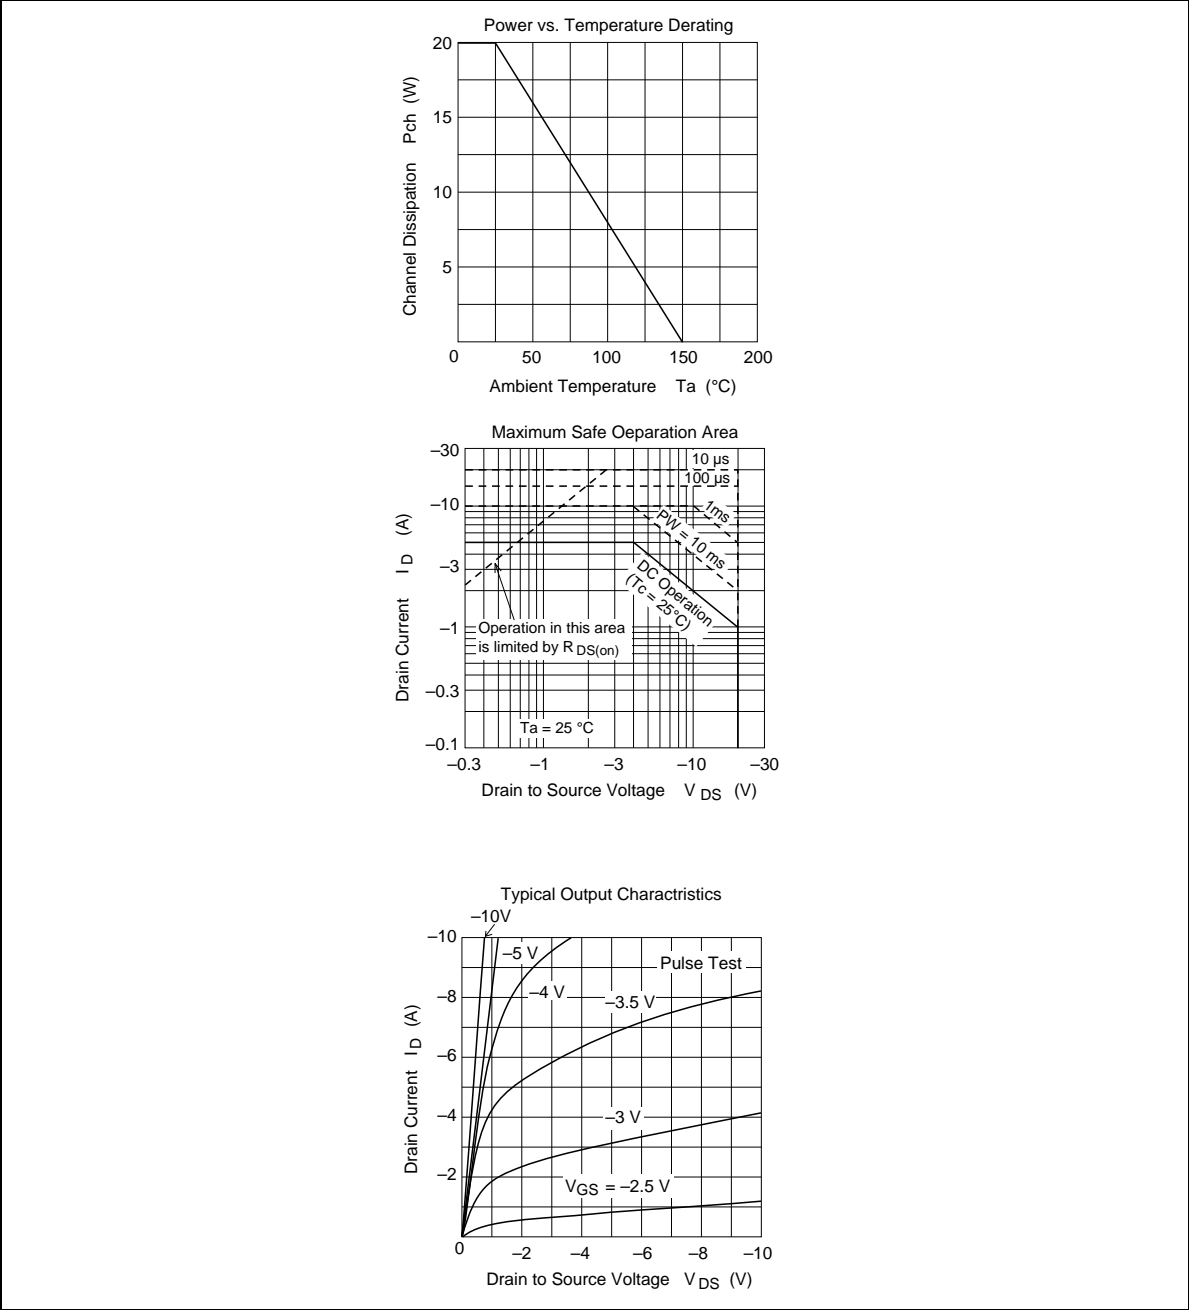 Power vs. Temperature Derating
20
15
10
5
0
50
100
150
200
Channel Dissipation Pch (W)
Ambient Temperature Ta (°C)
Maximum Safe Oeparation Area
–30
–10
–3
–1
–0.3
–0.1
Drain Current I D (A)
10 µs
100 µs
1ms
PW = 10 ms
DC Operation
(Tc = 25°C)
Operation in this area
is limited by R DS(on)
Ta = 25 °C
–0.3
–1
–3
–10
–30
Drain to Source Voltage V DS (V)
Typical Output Charactristics
–10V
–10
–8
–6
–4
–2
0
Drain Current I D (A)
–5 V
–4 V
Pulse Test
–3.5 V
–3 V
VGS = –2.5 V
–2
–4
–6
–8
–10
Drain to Source Voltage V DS (V)